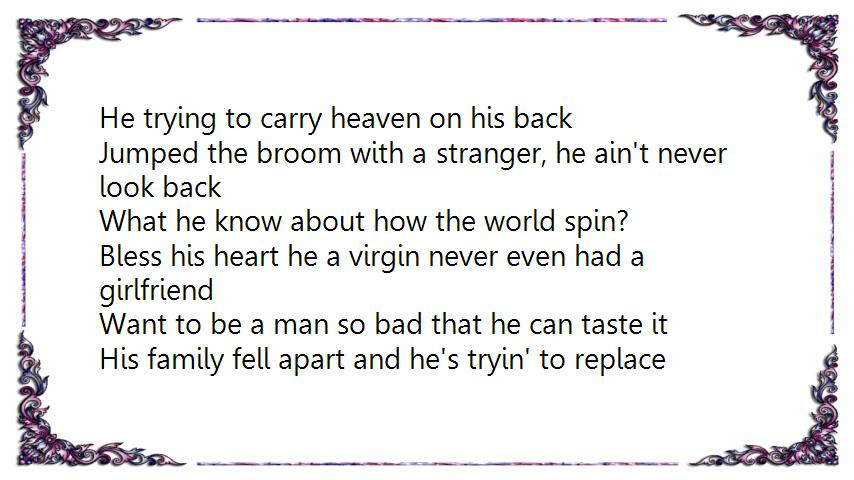 He trying to carry heaven on his back
Jumped the broom with a stranger, he ain't never
look back
What he know about how the world spin?
Bless his heart he a virgin never even had a
girlfriend
Want to be a man so bad that he can taste it
His family fell apart and he's tryin' to replace